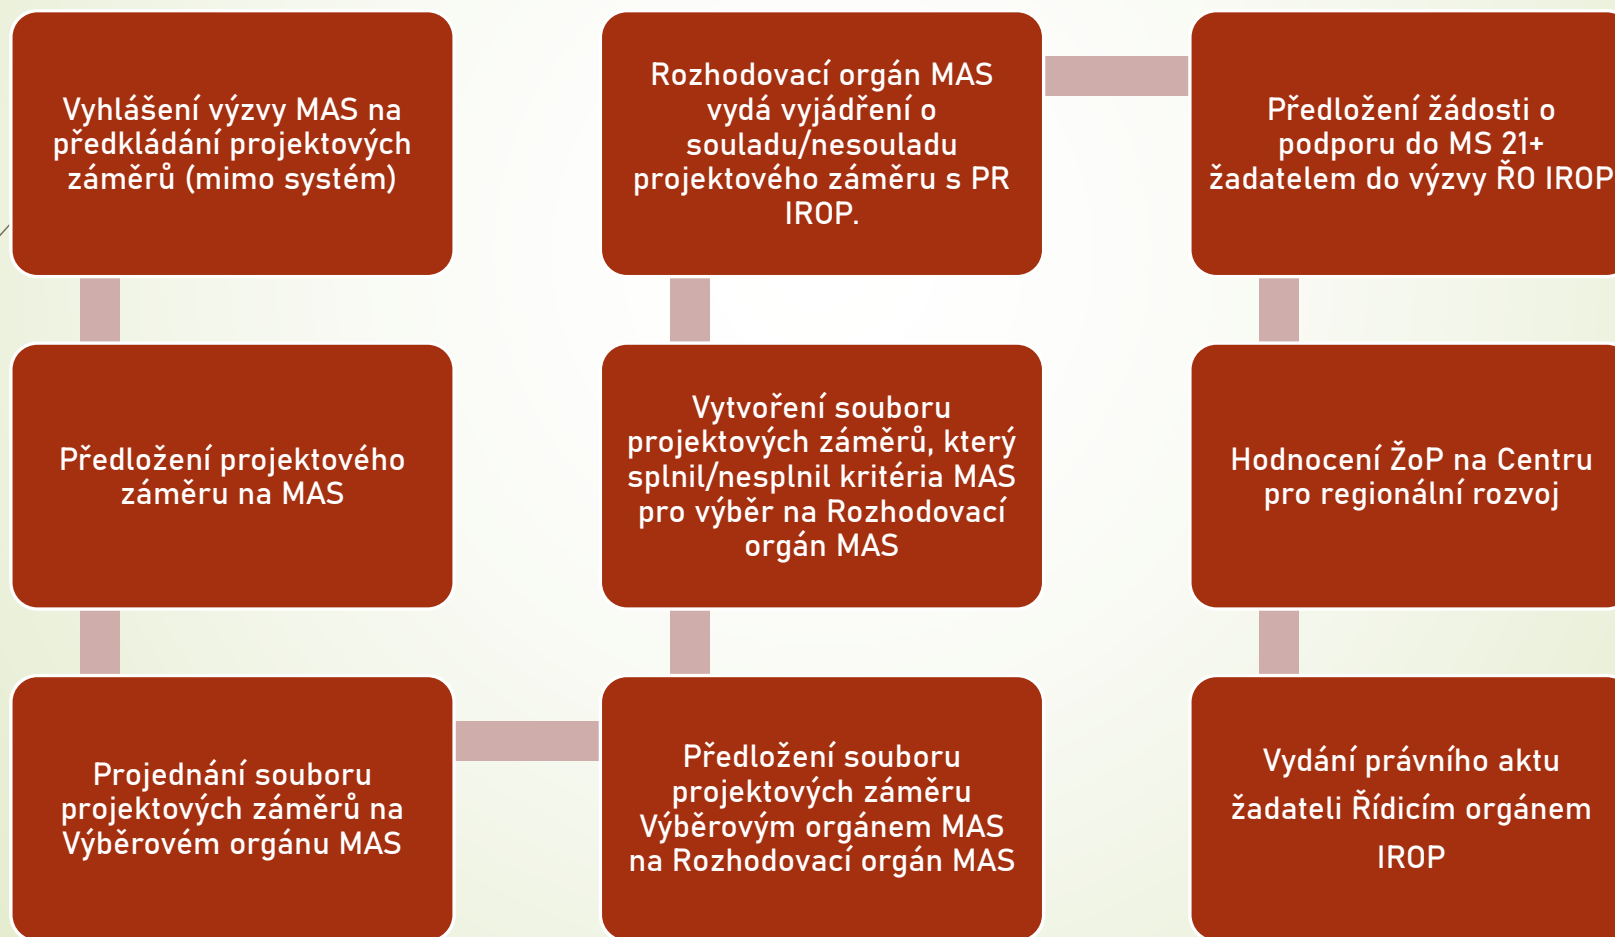 Vyhlášení výzvy MAS na
předkládání projektových
záměrů (mimo systém)
Předložení projektového
záměru na MAS
Projednání souboru
projektových záměrů na
Výběrovém orgánu MAS
Předložení souboru
projektových záměru
Výběrovým orgánem MAS
na Rozhodovací orgán MAS
Vytvoření souboru
projektových záměrů, který
splnil/nesplnil kritéria MAS
pro výběr na Rozhodovací
orgán MAS
Rozhodovací orgán MAS
vydá vyjádření o
souladu/nesouladu
projektového záměru s PR
IROP.
Předložení žádosti o
podporu do MS 21+
žadatelem do výzvy ŘO IROP
Hodnocení ŽoP na Centru
pro regionální rozvoj
Vydání právního aktu
žadateli Řídicím orgánem
IROP